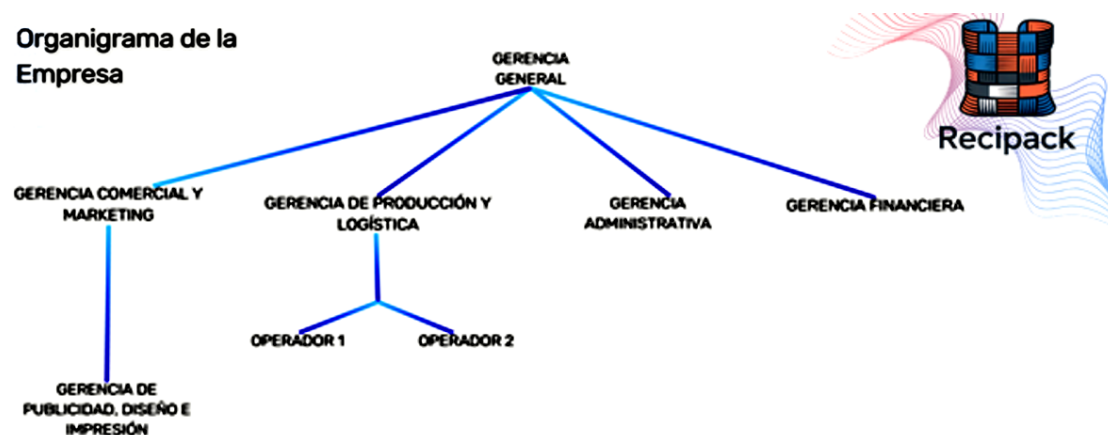 Organigrama de la
Empresa
GERENCIA
GENERAL
Recipack
GERENCIA COMERCIAL Y
MARKETING
GERENCIA DE PRODUCCIÓN Y
LOGÍSTICA
GERENCIA
ADMINISTRATIVA
GERENCIA FINANCIERA
OPERADOR 1
OPERADOR 2
GERENCIA DE
PUBLICIDAD, DISEÑO E
IMPRESIÓN